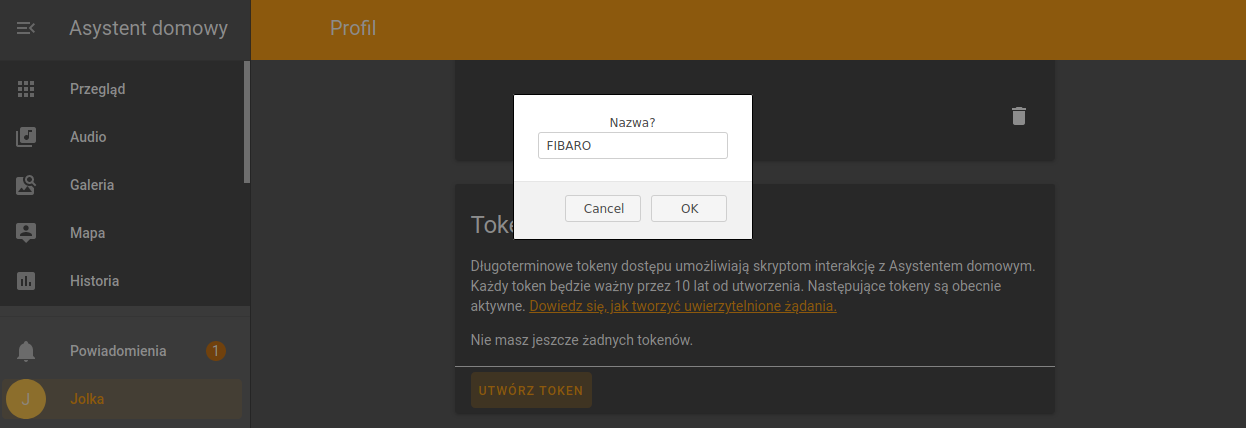 Asystent domowy
Profil
Przegląd
Audio
Galeria
Mapa
Historia
Powiadomienia
1
J
Jolka
Nazwa?
FIBARO
Cancel
OK
Długoterminowe tokeny dostępu umożliwiają skryptom interakcję z Asystentem domowym.
Każdy token będzie ważny przez 10 lat od utworzenia. Następujące tokeny są obecnie
aktywne. Dowiedz się, jak tworzyć uwierzytelnione żądania.
Nie masz jeszcze żadnych tokenów.
UTWÓRZ TOKEN